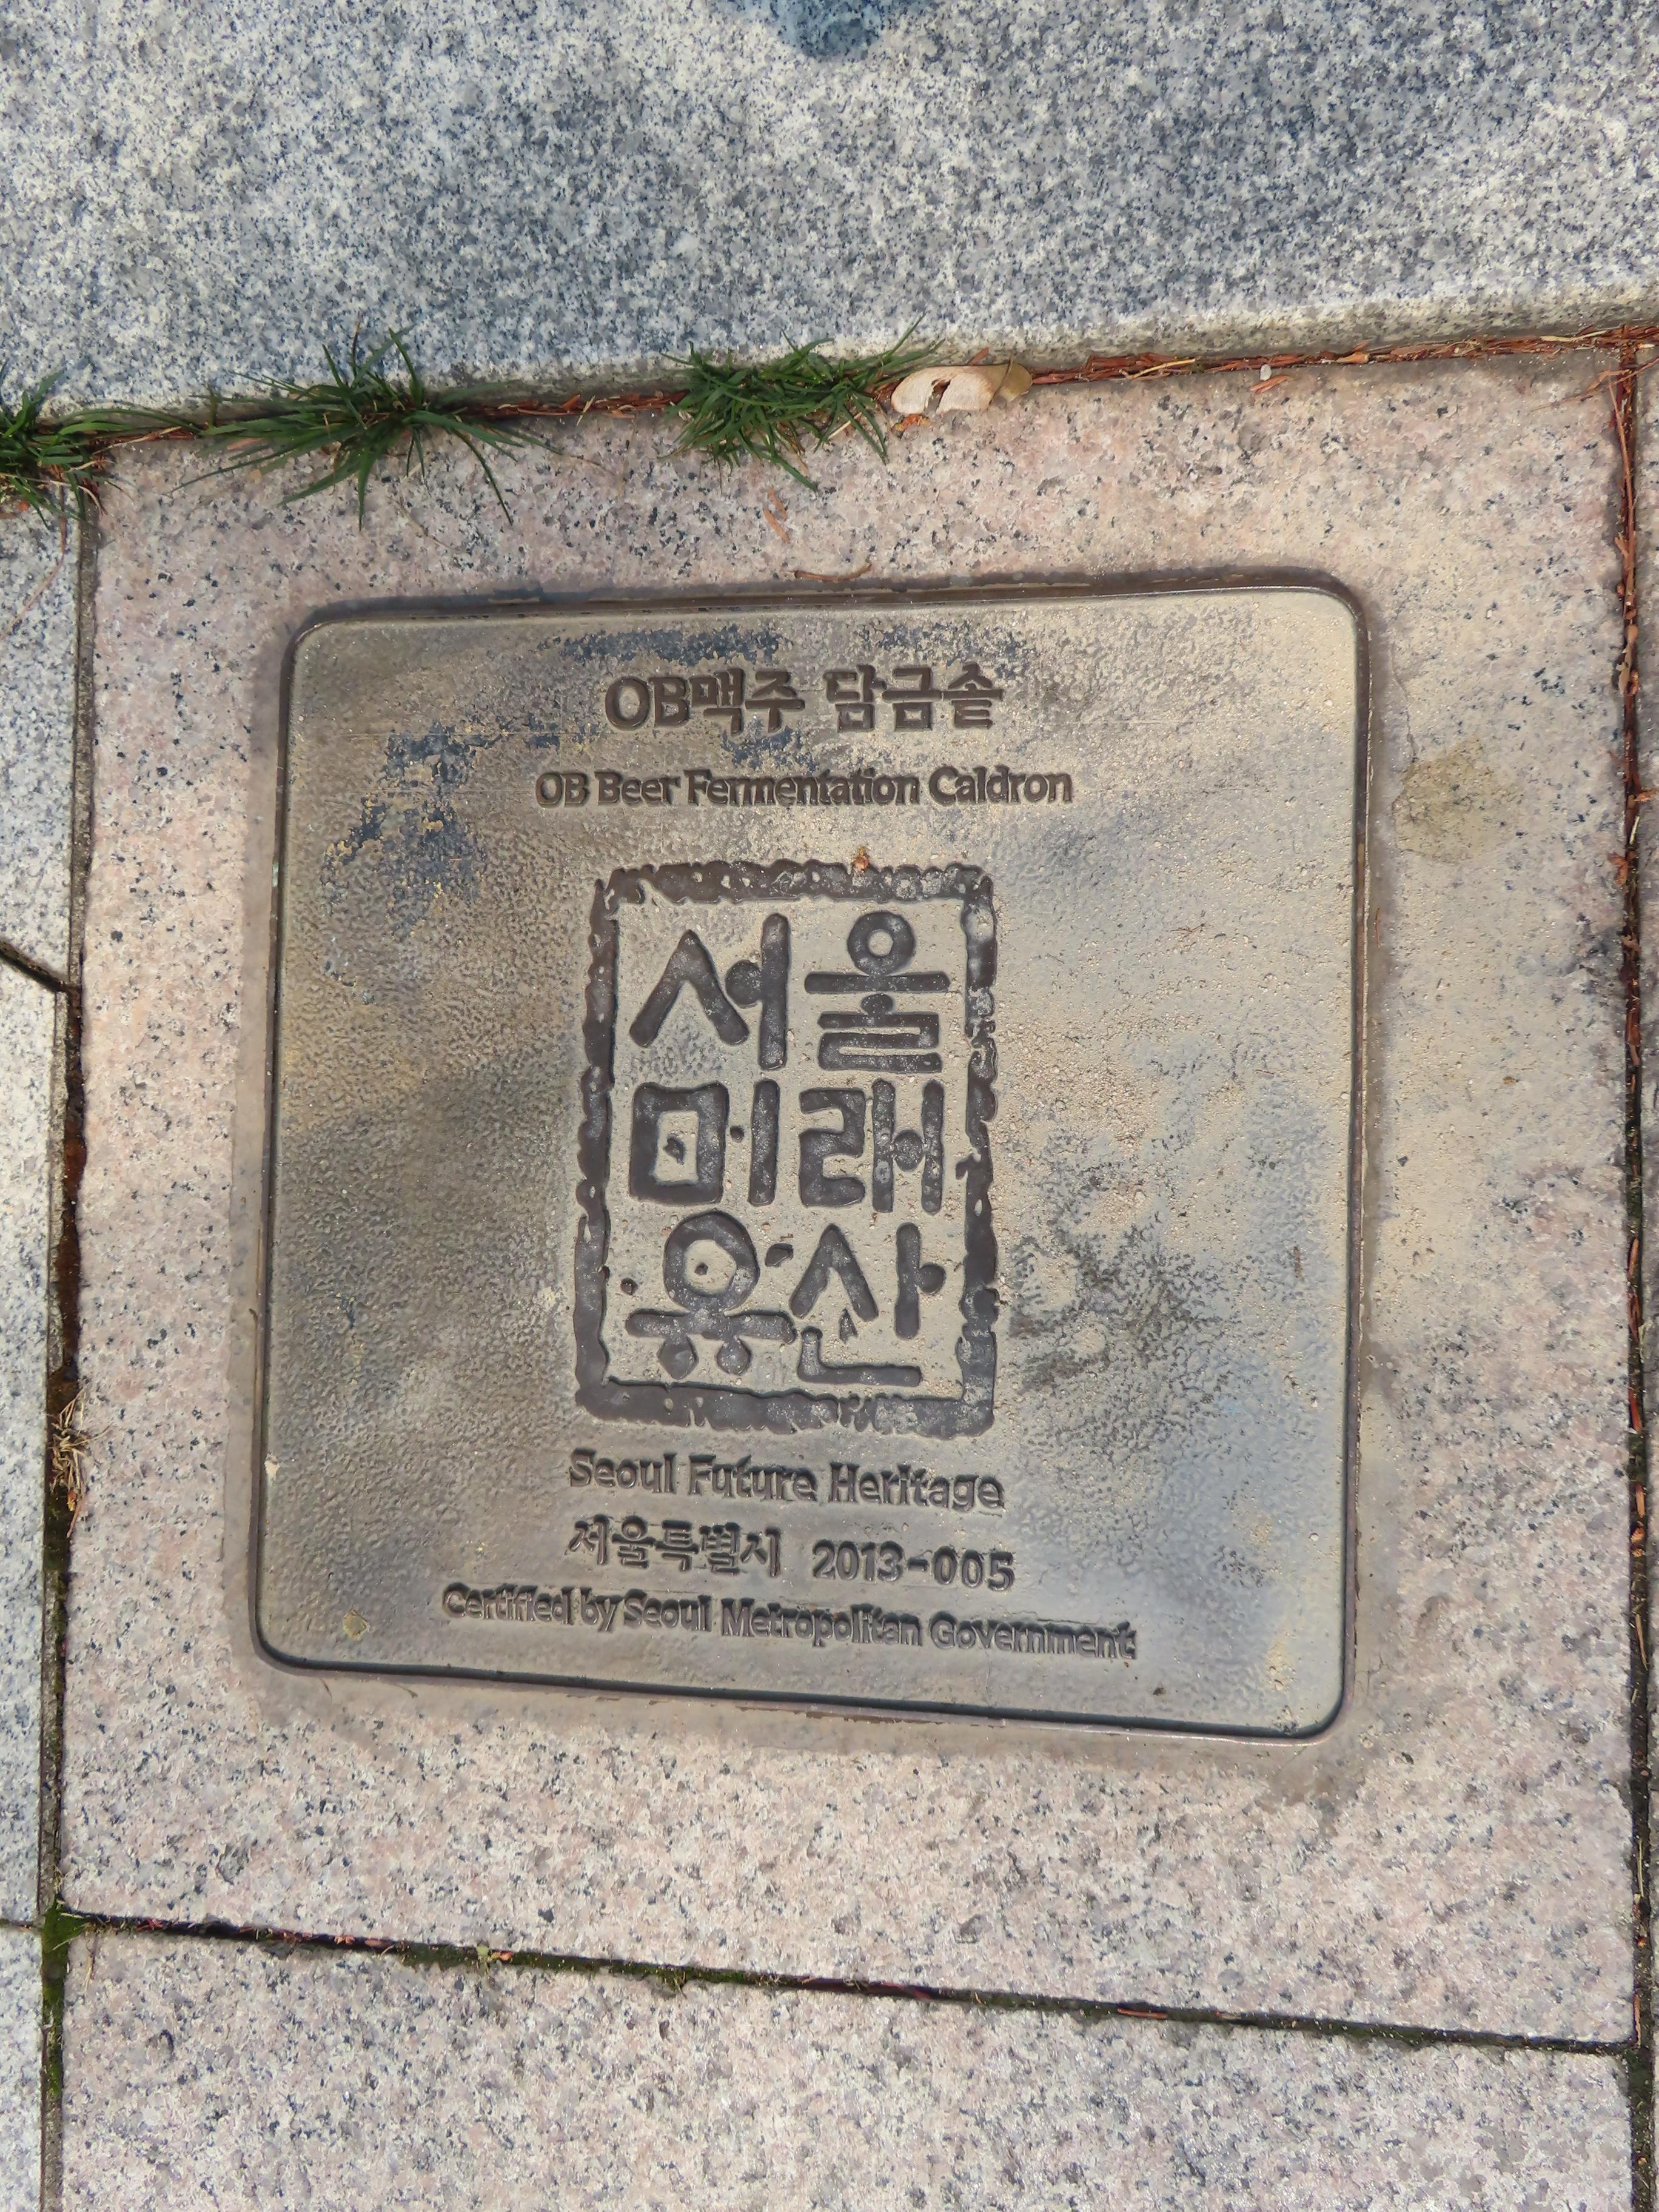 OB맥주 담금솥
OB Beer Fermentation Caldron
서울
미래
유산
Seoul Future Heritage
서울특별시 2013-005
Certified by Seoul Metropolitan Government